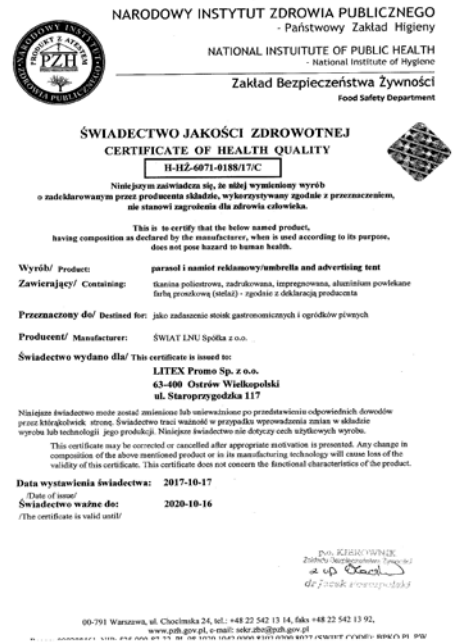 NARODOWY INSTYTUT ZDROWIA PUBLICZNEGO
- Państwowy Zakład Higieny
NATIONAL INSTUITUTE OF PUBLIC HEALTH
- National Institute of Hygiene
Zakład Bezpieczeństwa Żywności
Food Safety Department
NARODOWY INSTYTUT
PRODUKT Z ATESTEM
PZH
ZDROWIA PUBLICZNEGO
ŚWIADECTWO JAKOŚCI ZDROWOTNEJ
CERTIFICATE OF HEALTH QUALITY
H-HŻ-6071-0188/17/C
Niniejszym zaświadcza się, że niżej wymieniony wyrób
o zadeklarowanym przez producenta składzie, wykorzystywany zgodnie z przeznaczeniem,
nie stanowi zagrożenia dla zdrowia człowieka.
This is to certify that the below named product,
having composition as declared by the manufacturer, when is used according to its purpose,
does not pose hazard to human health.
Wyrób/ Product: parasol i namiot reklamowy/umbrella and advertising tent
Zawierający/ Containing: tkanina poliestrowa, zadrukowana, impregnowana, aluminium powlekane
farbą proszkową (stelaż) - zgodnie z deklaracją producenta
Przeznaczony do/ Destined for: jako zadaszenie stoisk gastronomicznych i ogródków piwnych
Producent/ Manufacturer: ŚWIAT LNU Spółka z o.o.
Świadectwo wydano dla/ This certificate is issued to:
LITEX Promo Sp. z o.o.
63-400 Ostrów Wielkopolski
ul. Staroprzygodzka 117
Niniejsze świadectwo może zostać zmienione lub unieważnione po przedstawieniu odpowiednich dowodów
przez którąkolwiek stronę. Świadectwo traci ważność w przypadku wprowadzenia zmian w składzie
wyrobu lub technologii jego produkcji. Niniejsze świadectwo nie dotyczy cech użytkowych wyrobu.
This certificate may be corrected or cancelled after appropriate motivation is presented. Any change in
composition of the above mentioned product or in its manufacturing technology will cause loss of the
validity of this certificate. This certificate does not concern the functional characteristics of the product.
Data wystawienia świadectwa: 2017-10-17
/Date of issue/
Świadectwo ważne do: 2020-10-16
/The certificate is valid until/
KIEROWNIK
00-791 Warszawa, ul. Chocimska 24, tel.: +48 22 542 13 14, faks +48 22 542 13 92,
www.pzh.gov.pl, e-mail: sekr.zbz@pzh.gov.pl